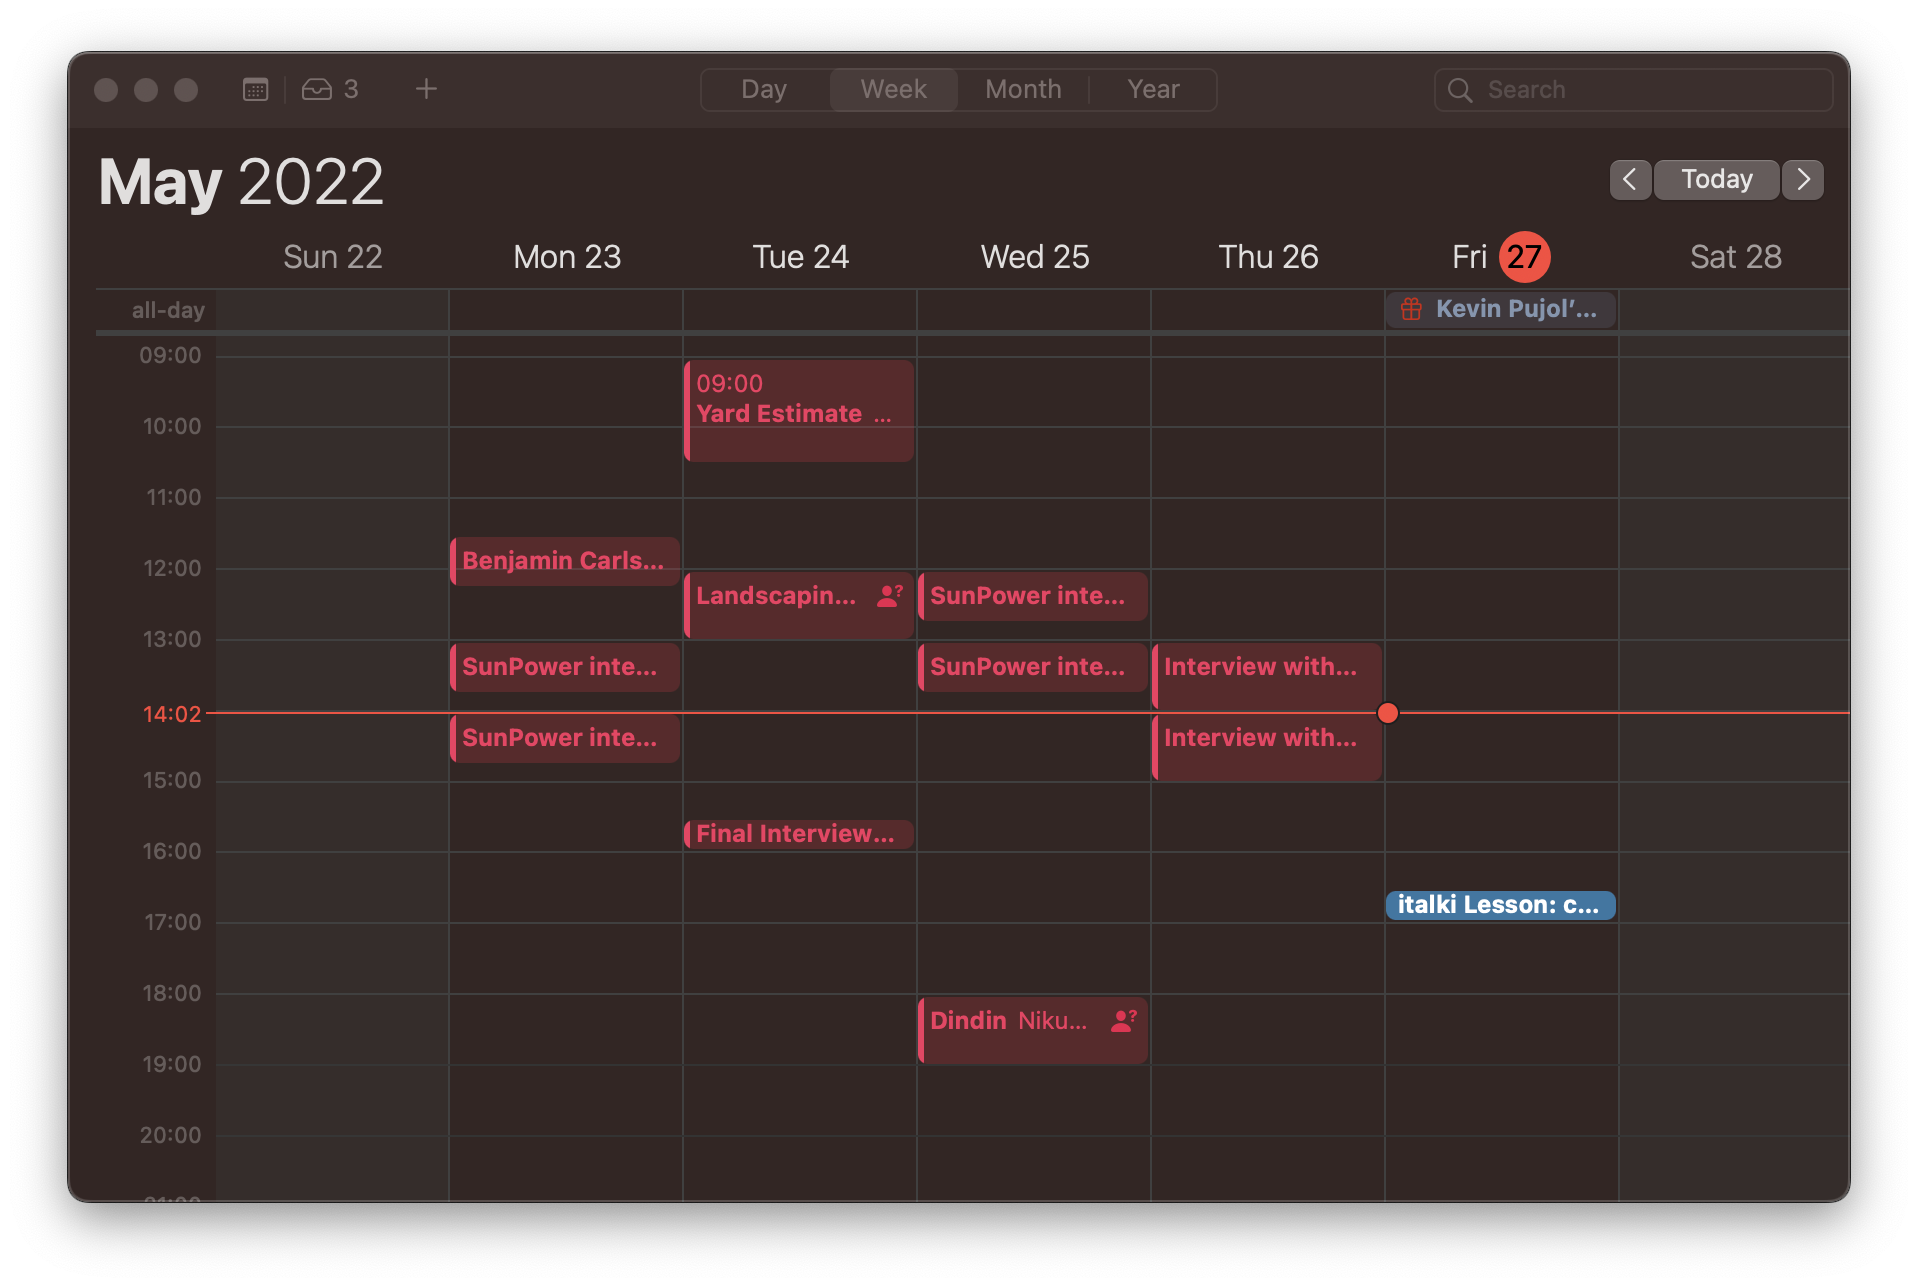 3
Day Week Month Year
Search
May 2022
Today
Sun 22 Mon 23 Tue 24 Wed 25 Thu 26 Fri 27 Sat 28
all-day
Kevin Pujol’...
09:00
09:00
Yard Estimate ...
10:00
11:00
Benjamin Carls...
12:00
Landscapin...
SunPower inte...
13:00
SunPower inte...
SunPower inte...
Interview with...
14:02
SunPower inte...
Interview with...
15:00
Final Interview...
16:00
italki Lesson: c...
17:00
18:00
Dindin Niku...
19:00
20:00